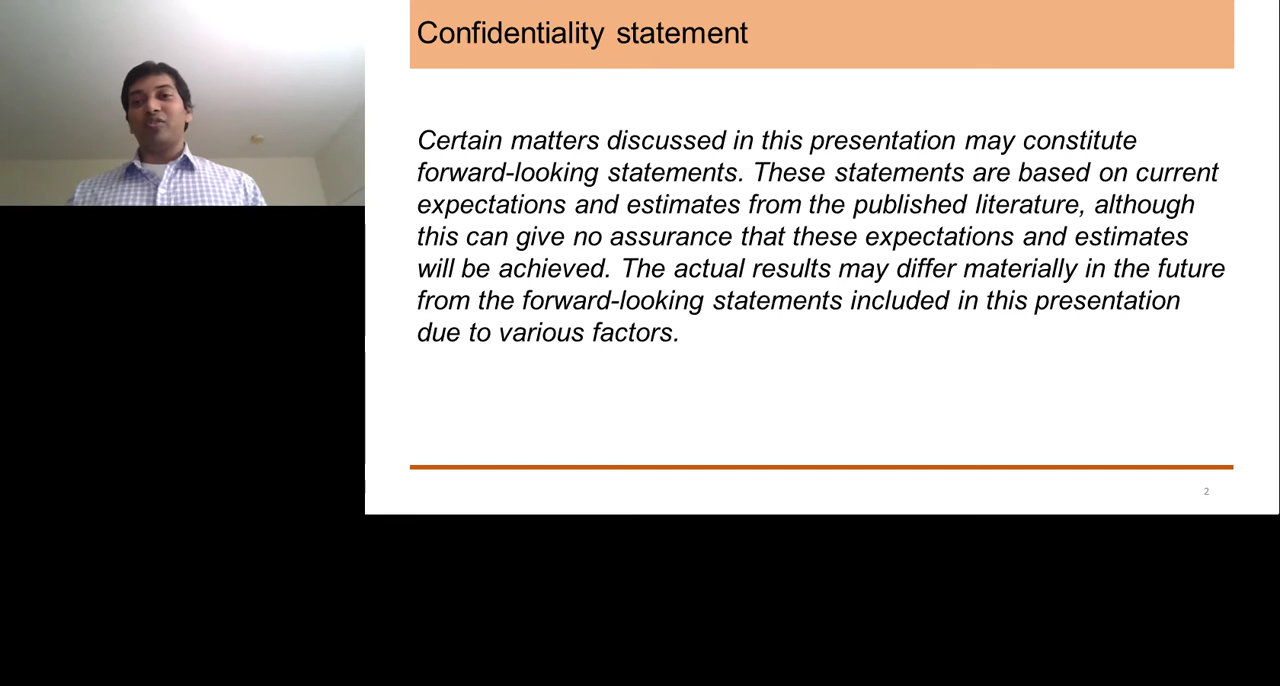 Confidentiality statement
Certain matters discussed in this presentation may constitute
forward-looking statements. These statements are based on current
expectations and estimates from the published literature, although
this can give no assurance that these expectations and estimates
will be achieved. The actual results may differ materially in the future
from the forward-looking statements included in this presentation
due to various factors.
2